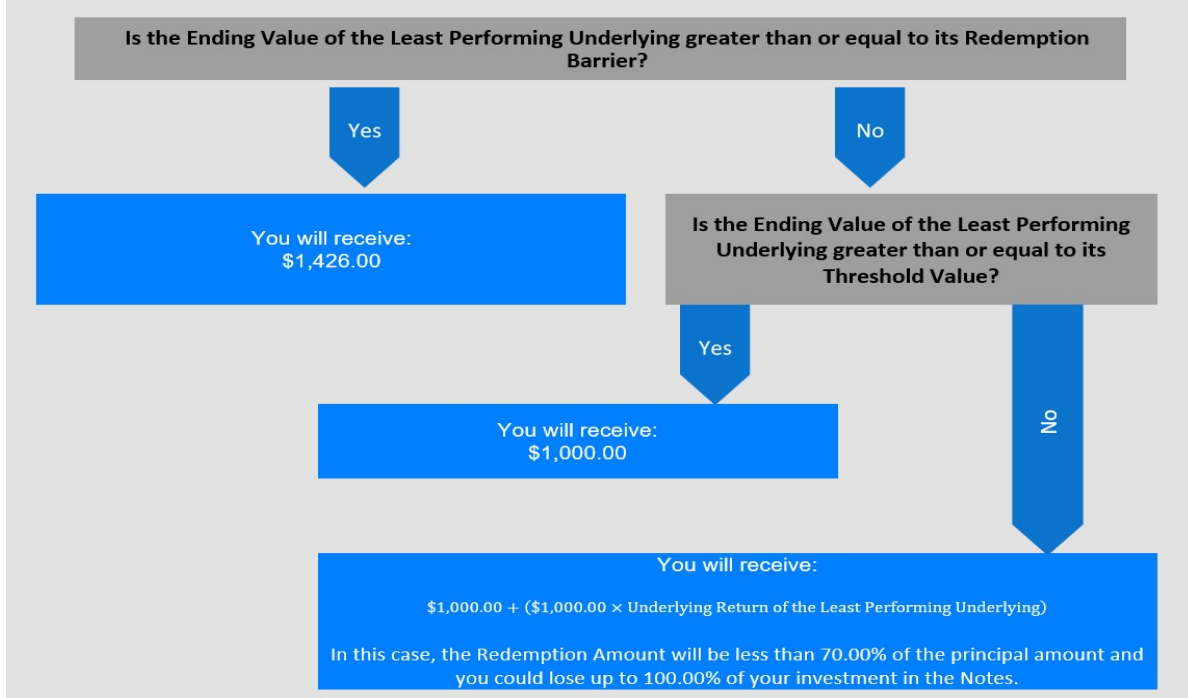 Is the Ending Value of the Least Performing Underlying greater than or equal to its Redemption
Barrier?
Yes
No
You will receive:
$1,426.00
Is the Ending Value of the Least Performing
Underlying greater than or equal to its
Threshold Value?
Yes
No
You will receive:
$1,000.00
You will receive:
$1,000.00 + ($1,000.00 × Underlying Return of the Least Performing Underlying)
In this case, the Redemption Amount will be less than 70.00% of the principal amount and
you could lose up to 100.00% of your investment in the Notes.